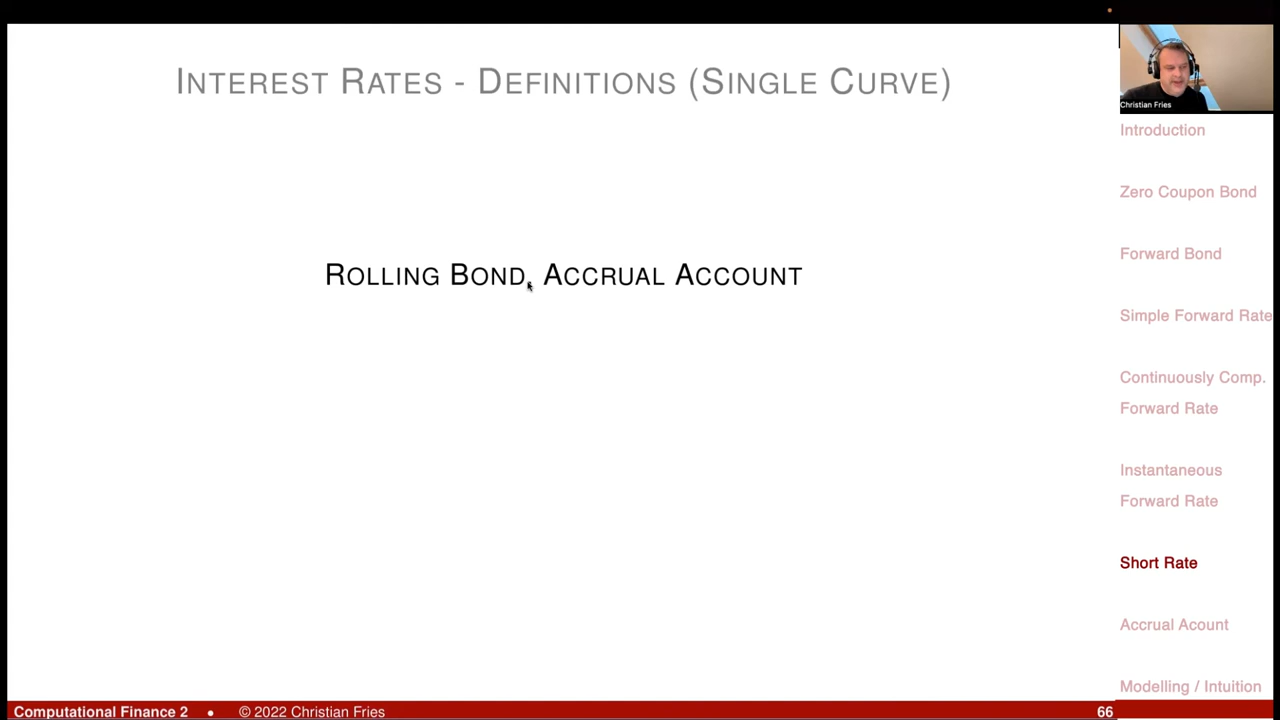 INTEREST RATES - DEFINITIONS (SINGLE CURVE)
ROLLING BOND, ACCRUAL ACCOUNT
Christian Fries
Introduction
Zero Coupon Bond
Forward Bond
Simple Forward Rate
Continuously Comp.
Forward Rate
Instantaneous
Forward Rate
Short Rate
Accrual Acount
Modelling / Intuition
Computational Finance 2 • © 2022 Christian Fries 66